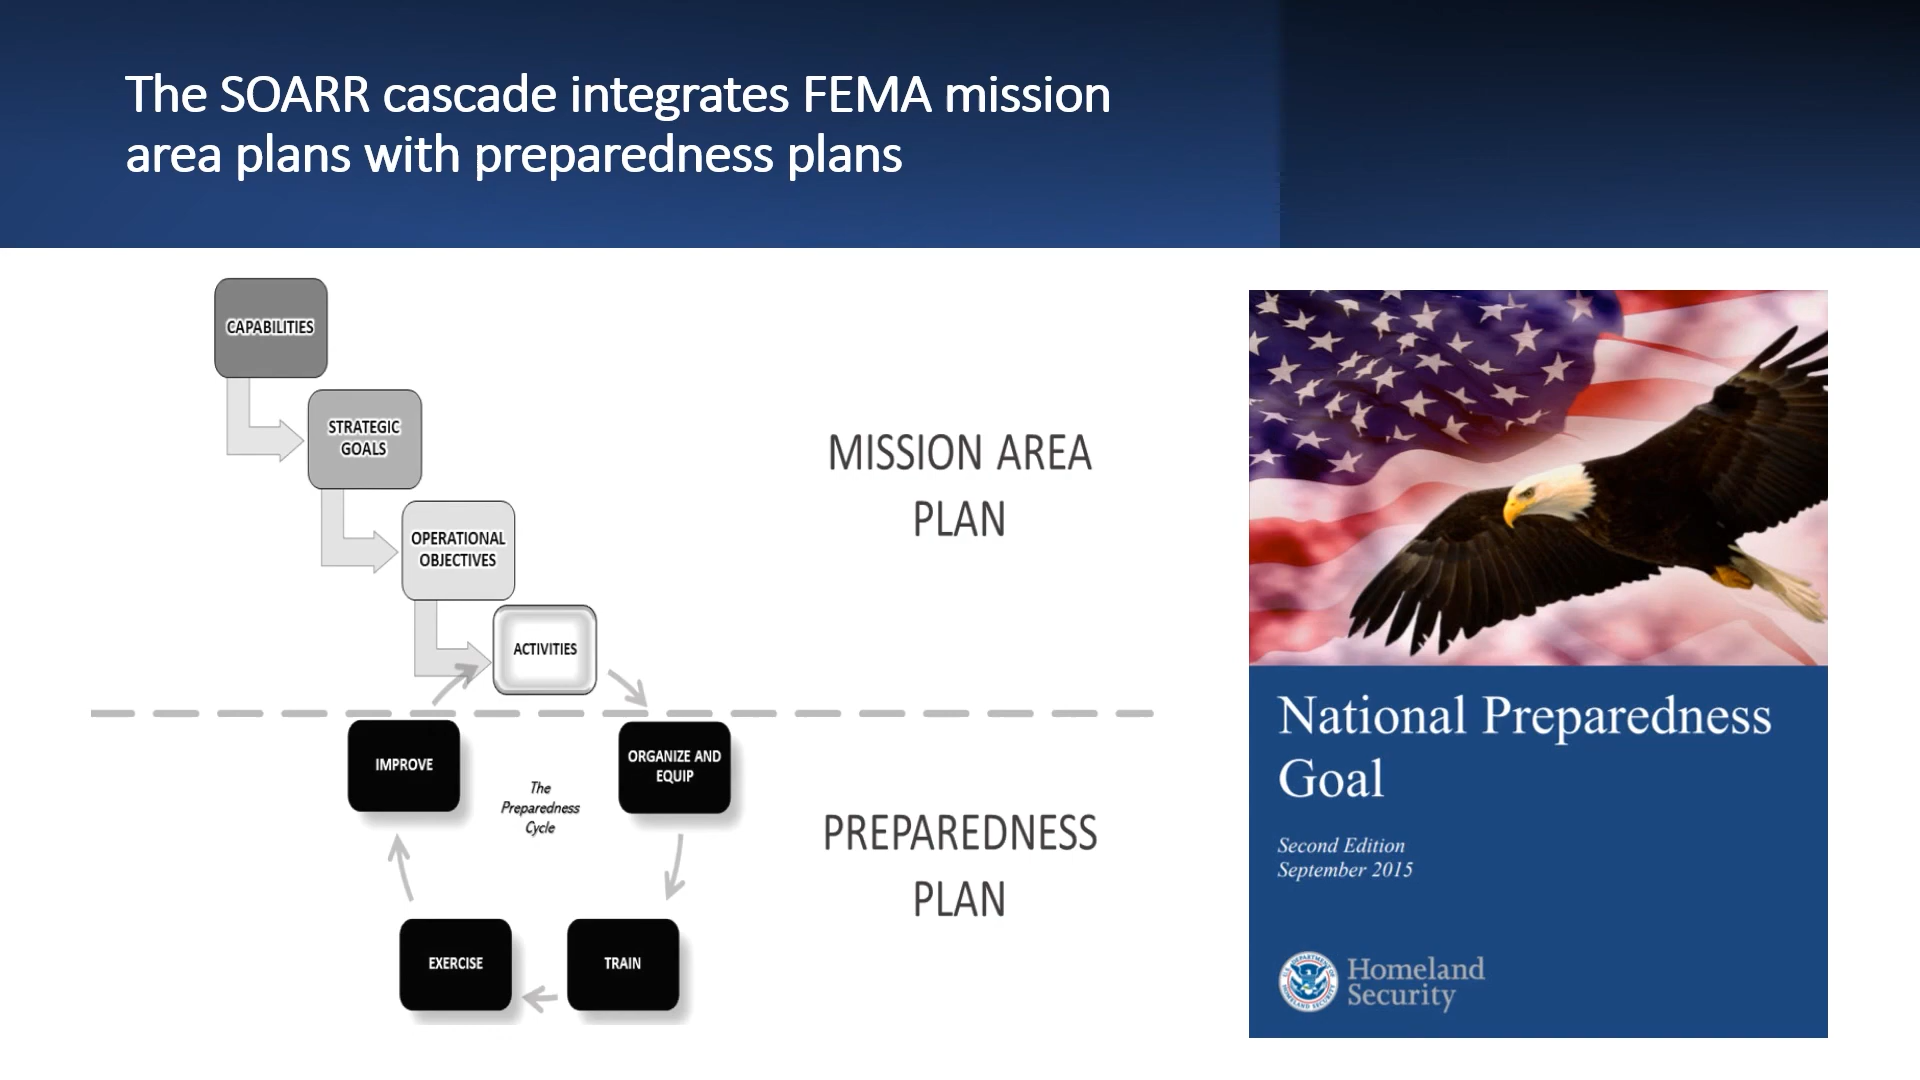 The SOARR cascade integrates FEMA mission
area plans with preparedness plans
CAPABILITIES
STRATEGIC
GOALS
OPERATIONAL
OBJECTIVES
ACTIVITIES
MISSION AREA
PLAN
IMPROVE
The
Preparedness
Cycle
ORGANIZE AND
EQUIP
EXERCISE
TRAIN
PREPAREDNESS
PLAN
National Preparedness
Goal
Second Edition
September 2015
Homeland
Security